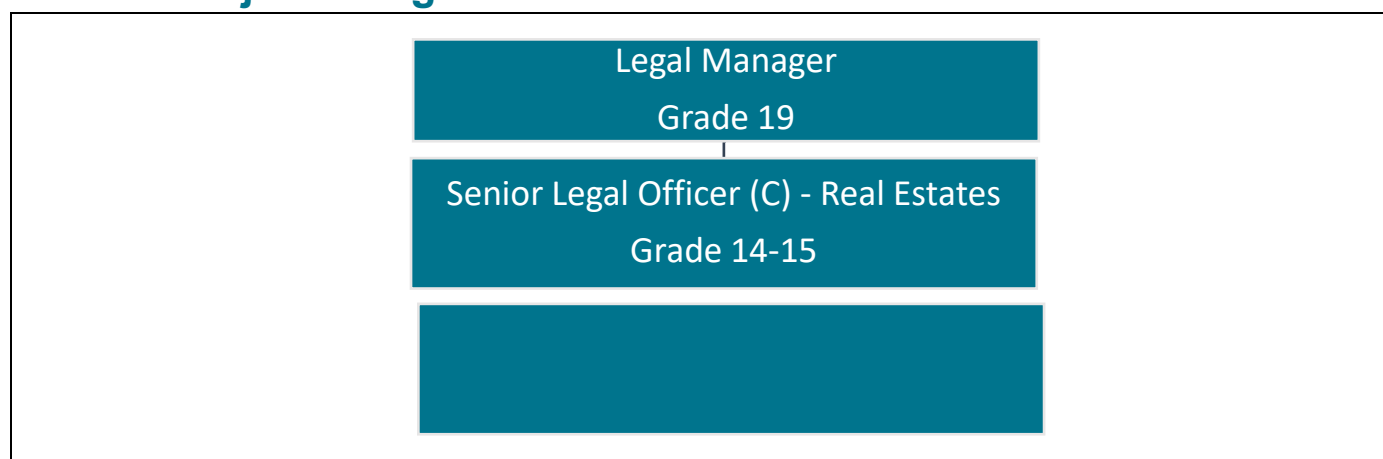 Legal Manager
Grade 19
Senior Legal Officer (C) - Real Estates
Grade 14-15